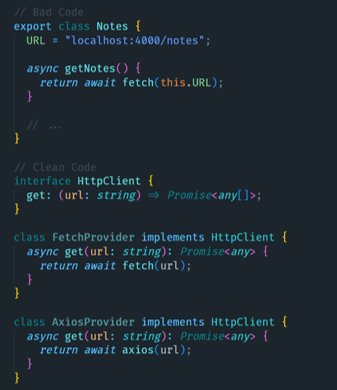 // Bad Code
export class Notes {
  URL = "localhost:4000/notes";

  async getNotes() {
    return await fetch(this.URL);
  }

  // ...
}

// Clean Code
interface HttpClient {
  get: (url: string) => Promise<any[]>;
}

class FetchProvider implements HttpClient {
  async get(url: string): Promise<any> {
    return await fetch(url);
  }
}

class AxiosProvider implements HttpClient {
  async get(url: string): Promise<any> {
    return await axios(url);
  }
}